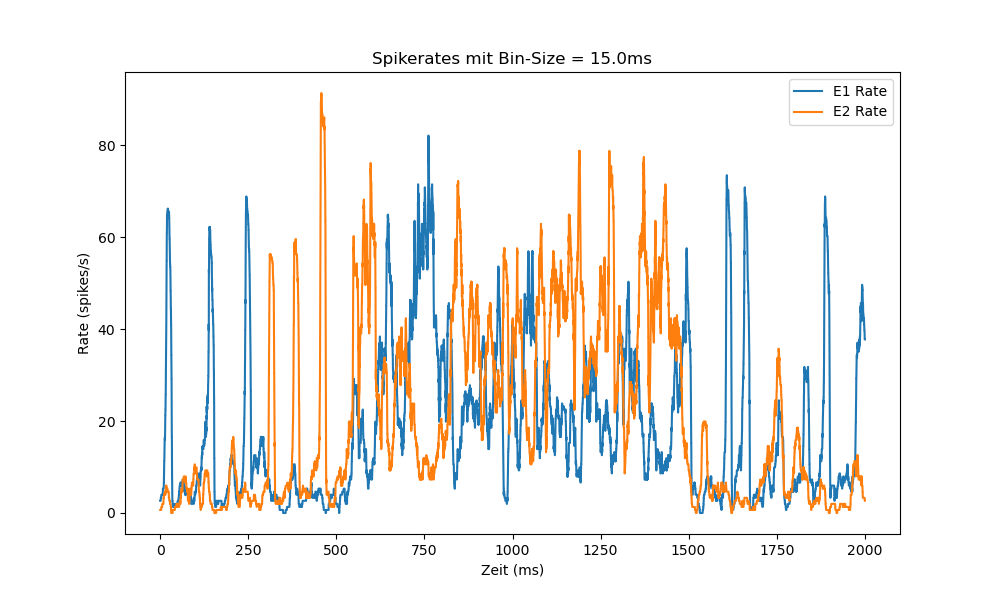 Spikerates mit Bin-Size = 15.0ms
E1 Rate
E2 Rate
Rate (spikes/s)
80
60
40
20
0
0 250 500 750 1000 1250 1500 1750 2000
Zeit (ms)